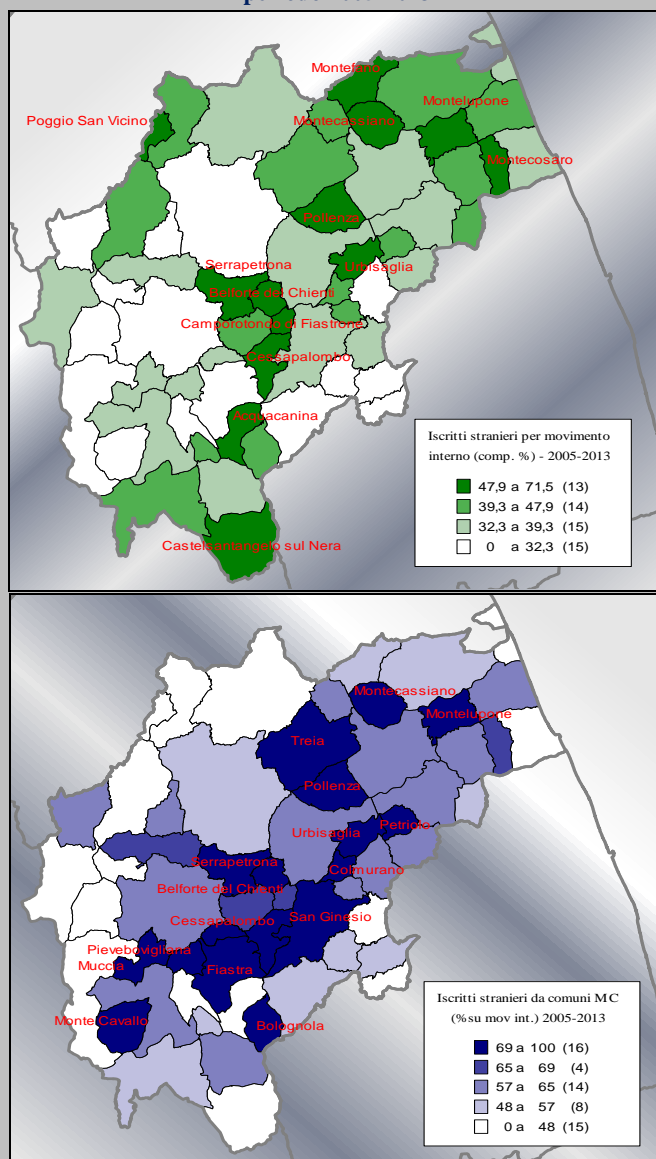 Montefano
Montelupone
Poggio San Vicino
Montecassiano
Montecosaro
Pollenza
Serrapetrona
Urbisaglia
Belforte del Chienti
Camporotondo di Fiastrone
Cessapalombo
Acquacanina
Castelsantangelo sul Nera
Iscritti stranieri per movimento
interno (comp. %) - 2005-2013
47,9 a 71,5 (13)
39,3 a 47,9 (14)
32,3 a 39,3 (15)
0 a 32,3 (15)
Montecassiano
Montelupone
Treia
Pollenza
Petriolo
Urbisaglia
Serrapetrona
Colmurano
Belforte del Chienti
San Ginesio
Cessapalombo
Pievebovigliana
Muccia
Fiastra
Monte Cavallo
Bolognola
Iscritti stranieri da comuni MC
(% su mov int.) 2005-2013
69 a 100 (16)
65 a 69 (4)
57 a 65 (14)
48 a 57 (8)
0 a 48 (15)